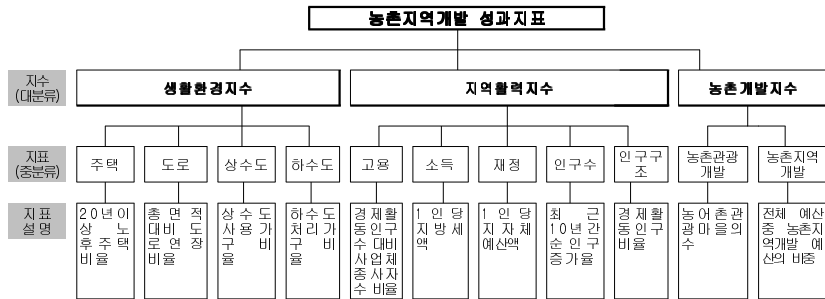 농촌지역개발 성과지표
지수
(대분류)
생활환경지수
지역활력지수
농촌개발지수
지표
(중분류)
주택
도로
상수도
하수도
고용
소득
재정
인구수
인구구
조
농촌관광
개발
농촌지역
개발
지표
설명
20년이
상 노
후주택
비율
총면적
대비 도
로연장
비율
상수도
사용가
구 비
율
하수도
처리가
구 비
율
경제활
동인구
수 대비
사업체
종사자
수 비율
1인당
지방세
액
1인당
지자체
예산액
최근
10년간
순인구
증가율
경제활
동인구
비율
농어촌관
광마을의
수
전체 예산
중 농촌지
역개발 예
산의 비중